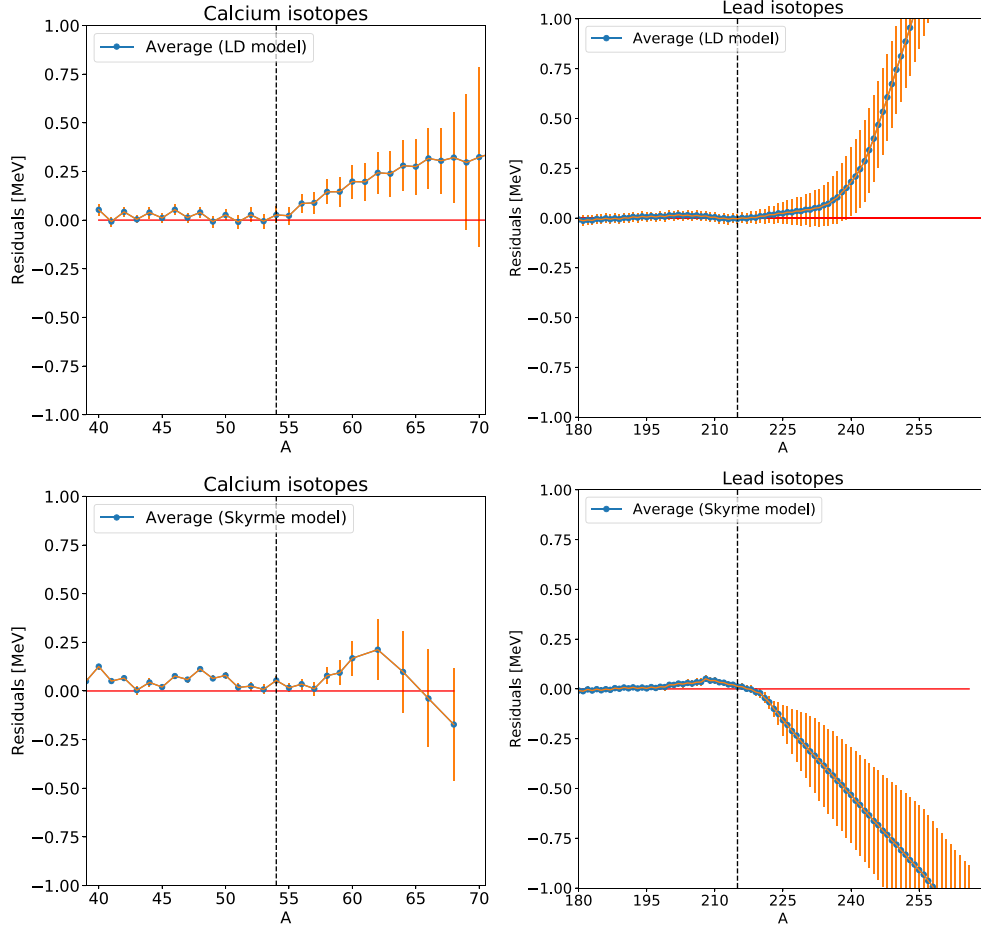 Calcium isotopes
Average (LD model)
Residuals [MeV]
1.00
0.75
0.50
0.25
0.00
−0.25
−0.50
−0.75
−1.00
40 45 50 55 60 65 70
A
Lead isotopes
Average (LD model)
Residuals [MeV]
1.00
0.75
0.50
0.25
0.00
−0.25
−0.50
−0.75
−1.00
180 195 210 225 240 255
A
Calcium isotopes
Average (Skyrme model)
Residuals [MeV]
1.00
0.75
0.50
0.25
0.00
−0.25
−0.50
−0.75
−1.00
40 45 50 55 60 65 70
A
Lead isotopes
Average (Skyrme model)
Residuals [MeV]
1.00
0.75
0.50
0.25
0.00
−0.25
−0.50
−0.75
−1.00
180 195 210 225 240 255
A